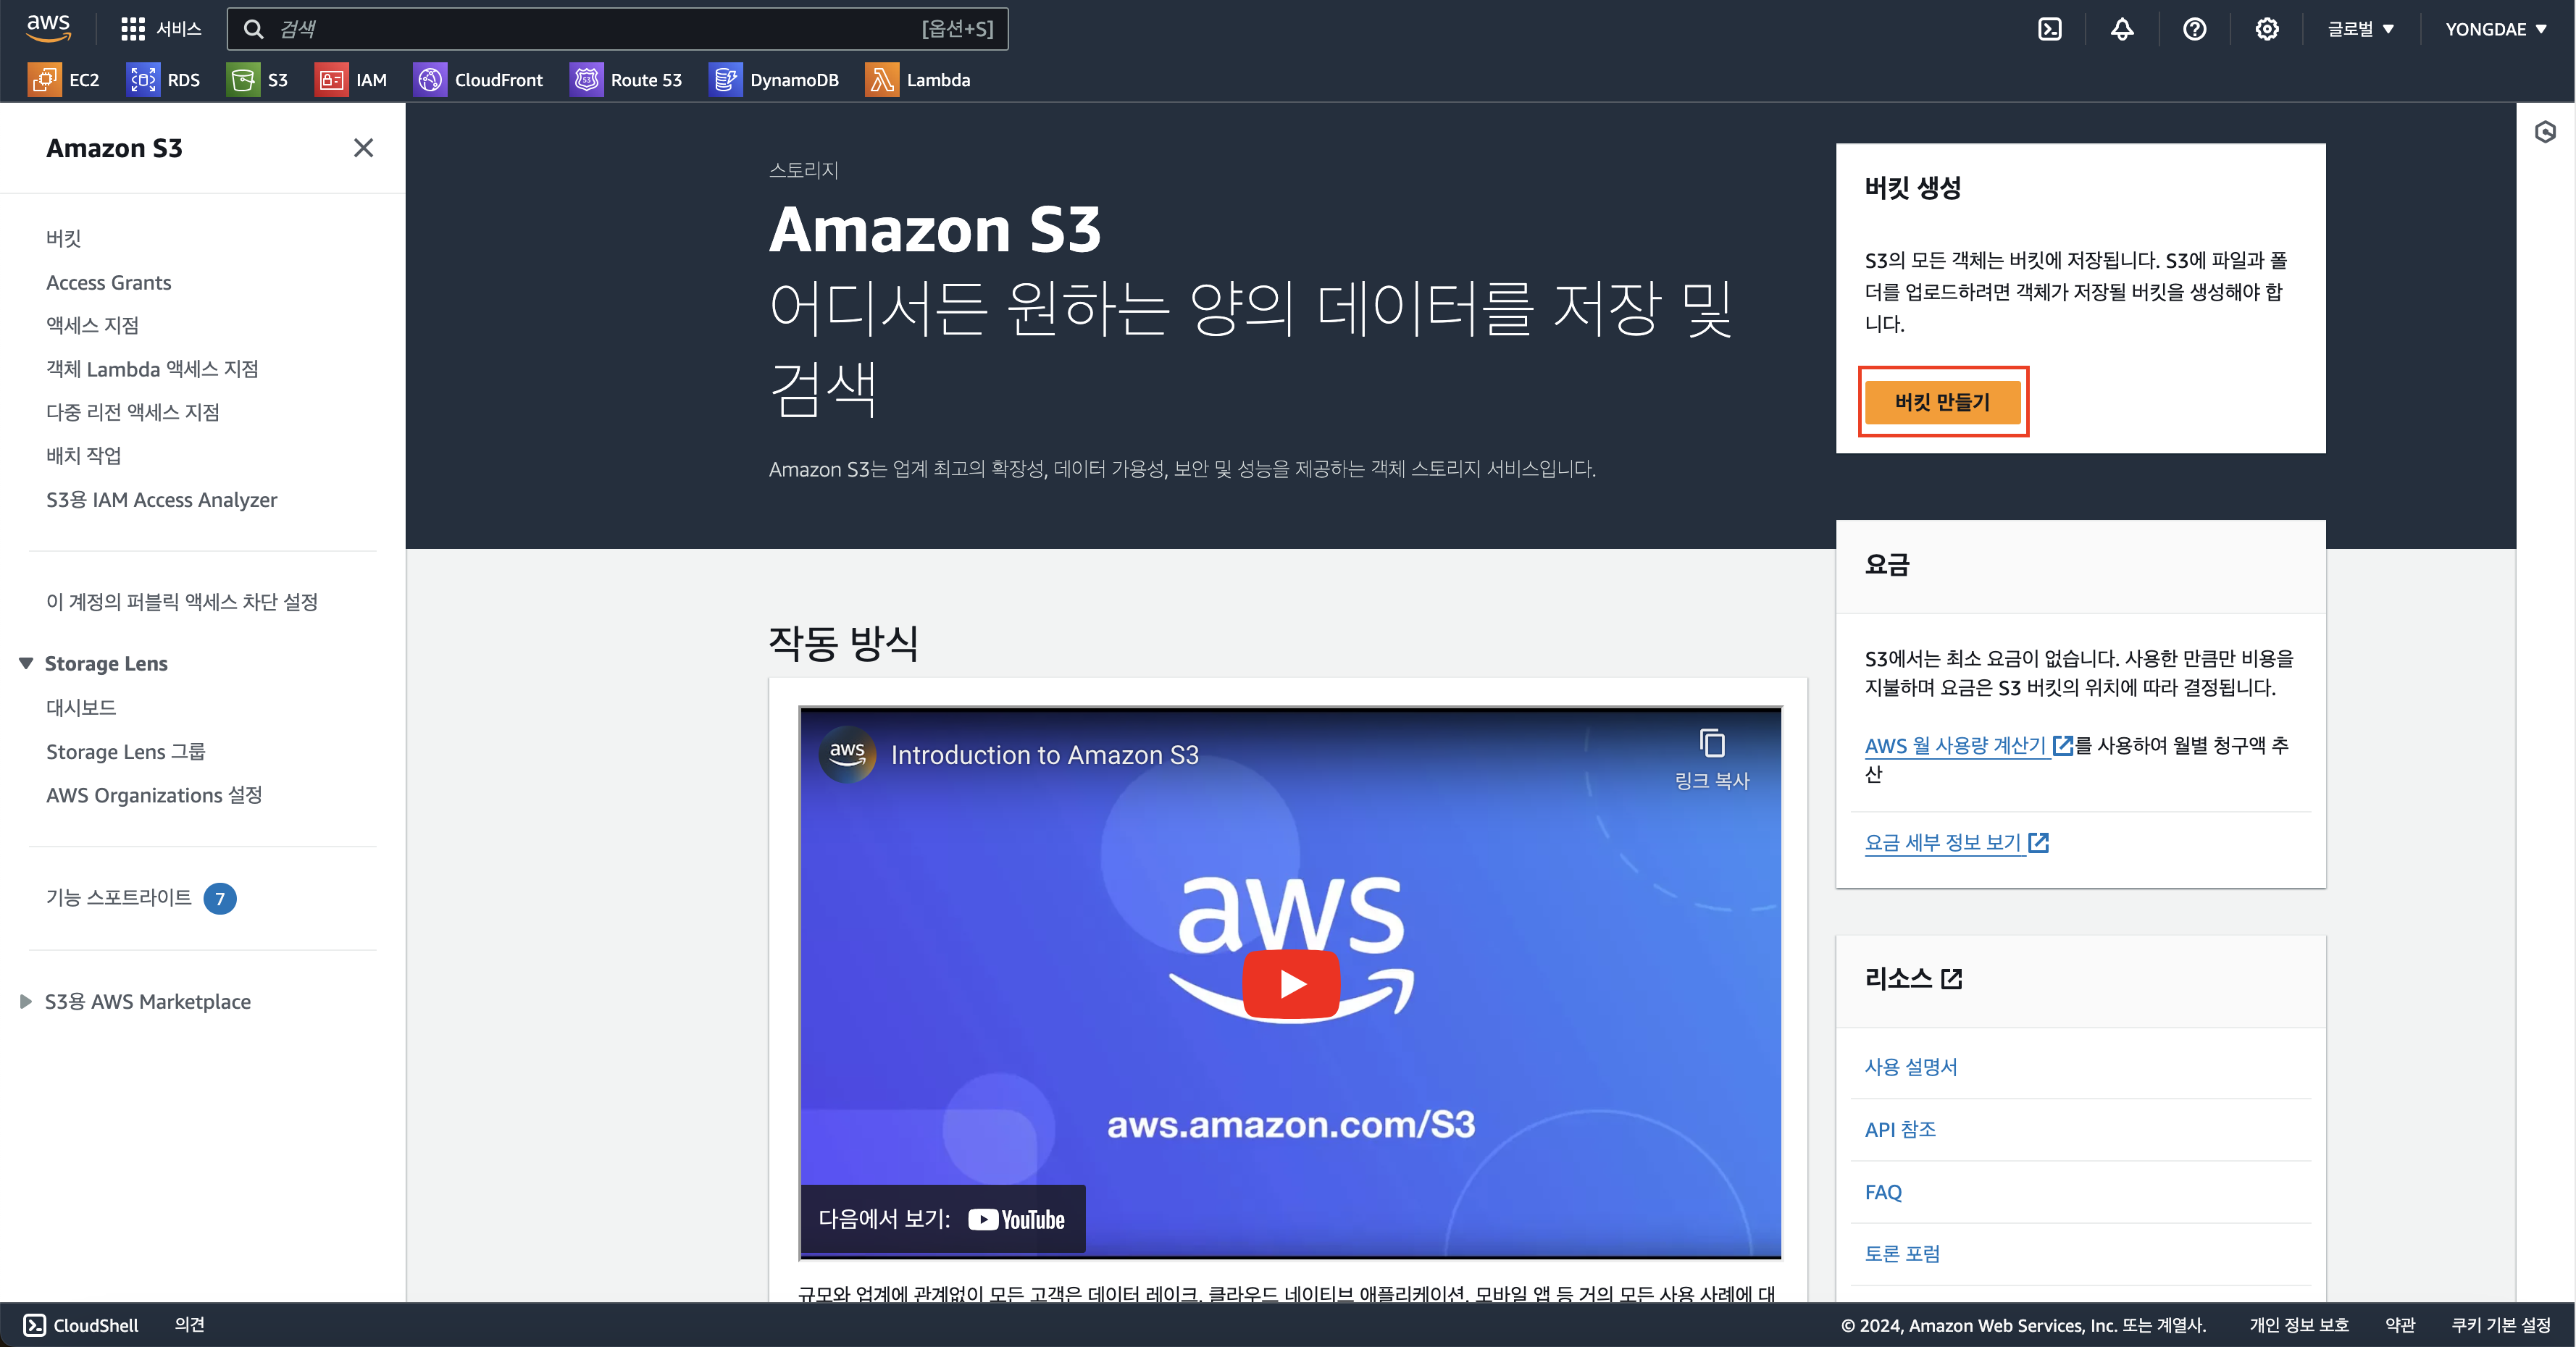 aws
서비스
검색
[옵션+S]
글로벌
YONGDAE
EC2
RDS
S3
IAM
CloudFront
Route 53
DynamoDB
Lambda
Amazon S3
버킷
Access Grants
액세스 지점
객체 Lambda 액세스 지점
다중 리전 액세스 지점
배치 작업
S3용 IAM Access Analyzer
이 계정의 퍼블릭 액세스 차단 설정
Storage Lens
대시보드
Storage Lens 그룹
AWS Organizations 설정
기능 스포트라이트 7
S3용 AWS Marketplace
스토리지
Amazon S3
어디서든 원하는 양의 데이터를 저장 및
검색
Amazon S3는 업계 최고의 확장성, 데이터 가용성, 보안 및 성능을 제공하는 객체 스토리지 서비스입니다.
작동 방식
aws
Introduction to Amazon S3
링크 복사
aws
aws.amazon.com/S3
다음에서 보기: YouTube
규모와 업계에 관계없이 모든 고객은 데이터 레이크, 클라우드 네이티브 애플리케이션, 모바일 앱 등 거의 모든 사용 사례에 대
버킷 생성
S3의 모든 객체는 버킷에 저장됩니다. S3에 파일과 폴
더를 업로드하려면 객체가 저장될 버킷을 생성해야 합
니다.
버킷 만들기
요금
S3에서는 최소 요금이 없습니다. 사용한 만큼만 비용을
지불하며 요금은 S3 버킷의 위치에 따라 결정됩니다.
AWS 월 사용량 계산기를 사용하여 월별 청구액 추
산
요금 세부 정보 보기
리소스
사용 설명서
API 참조
FAQ
토론 포럼
CloudShell
의견
© 2024, Amazon Web Services, Inc. 또는 계열사.
개인 정보 보호
약관
쿠키 기본 설정